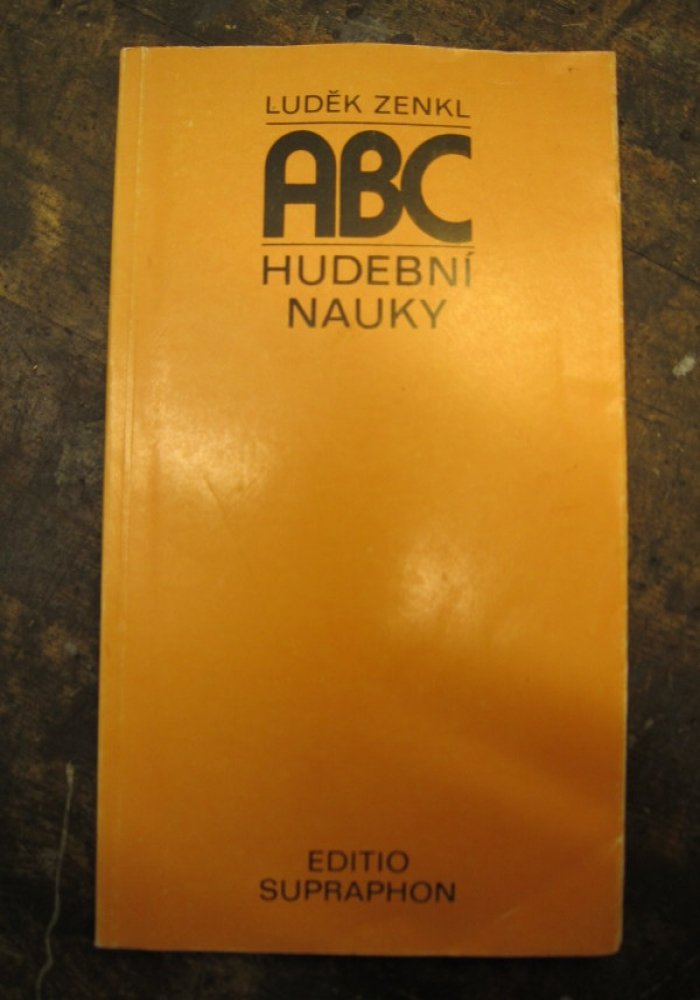 LUDĚK ZENKL
ABC
HUDEBNÍ
NAUKY
EDITIO
SUPRAPHON